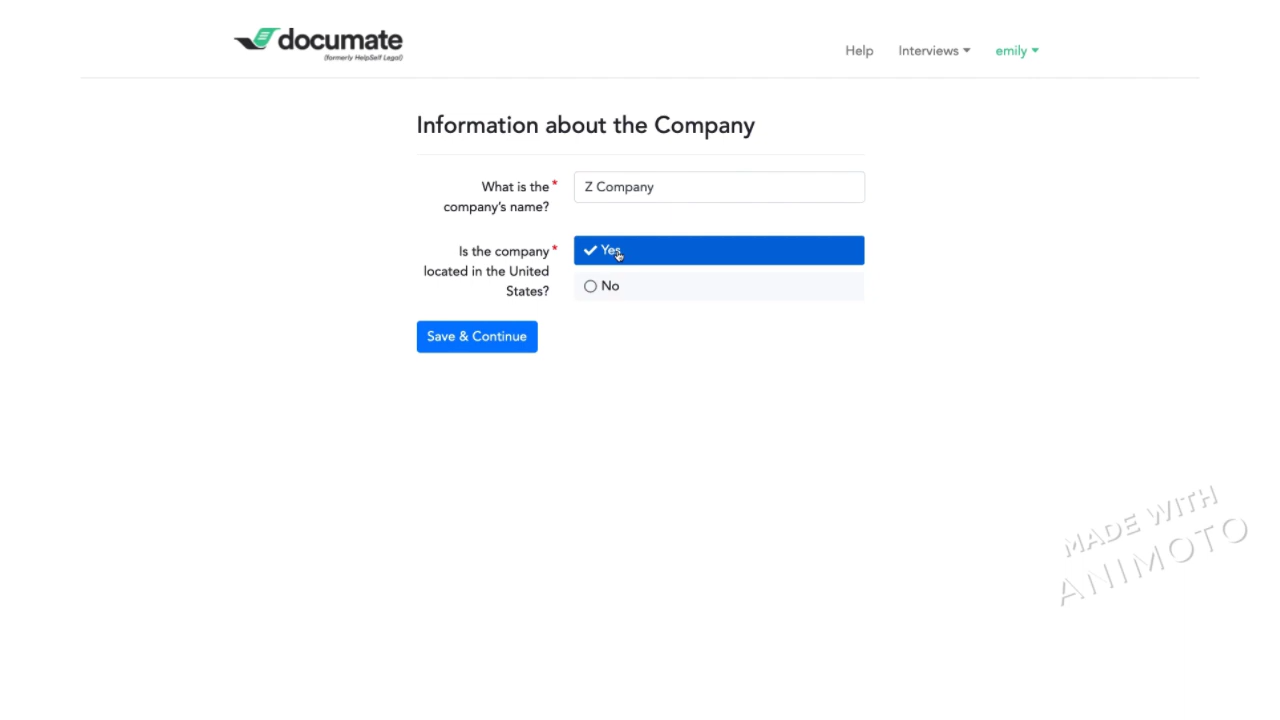 documate
(formerly HelpSelf Legal)
Help Interviews emily
Information about the Company
What is the * Z Company
company's name?
Is the company * Yes
located in the United
States?
No
Save & Continue
MADE WITH
ANIMOTO